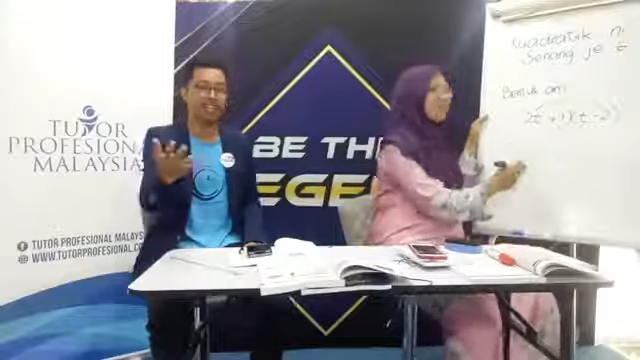 TUTOR
PROFESIONAL
MALAYSIA
TUTOR PROFESIONAL MALAYS
WWW.TUTORPROFESIONAL.C
BE THE
EGE
Kuadratik
Senang je
Bentuk am